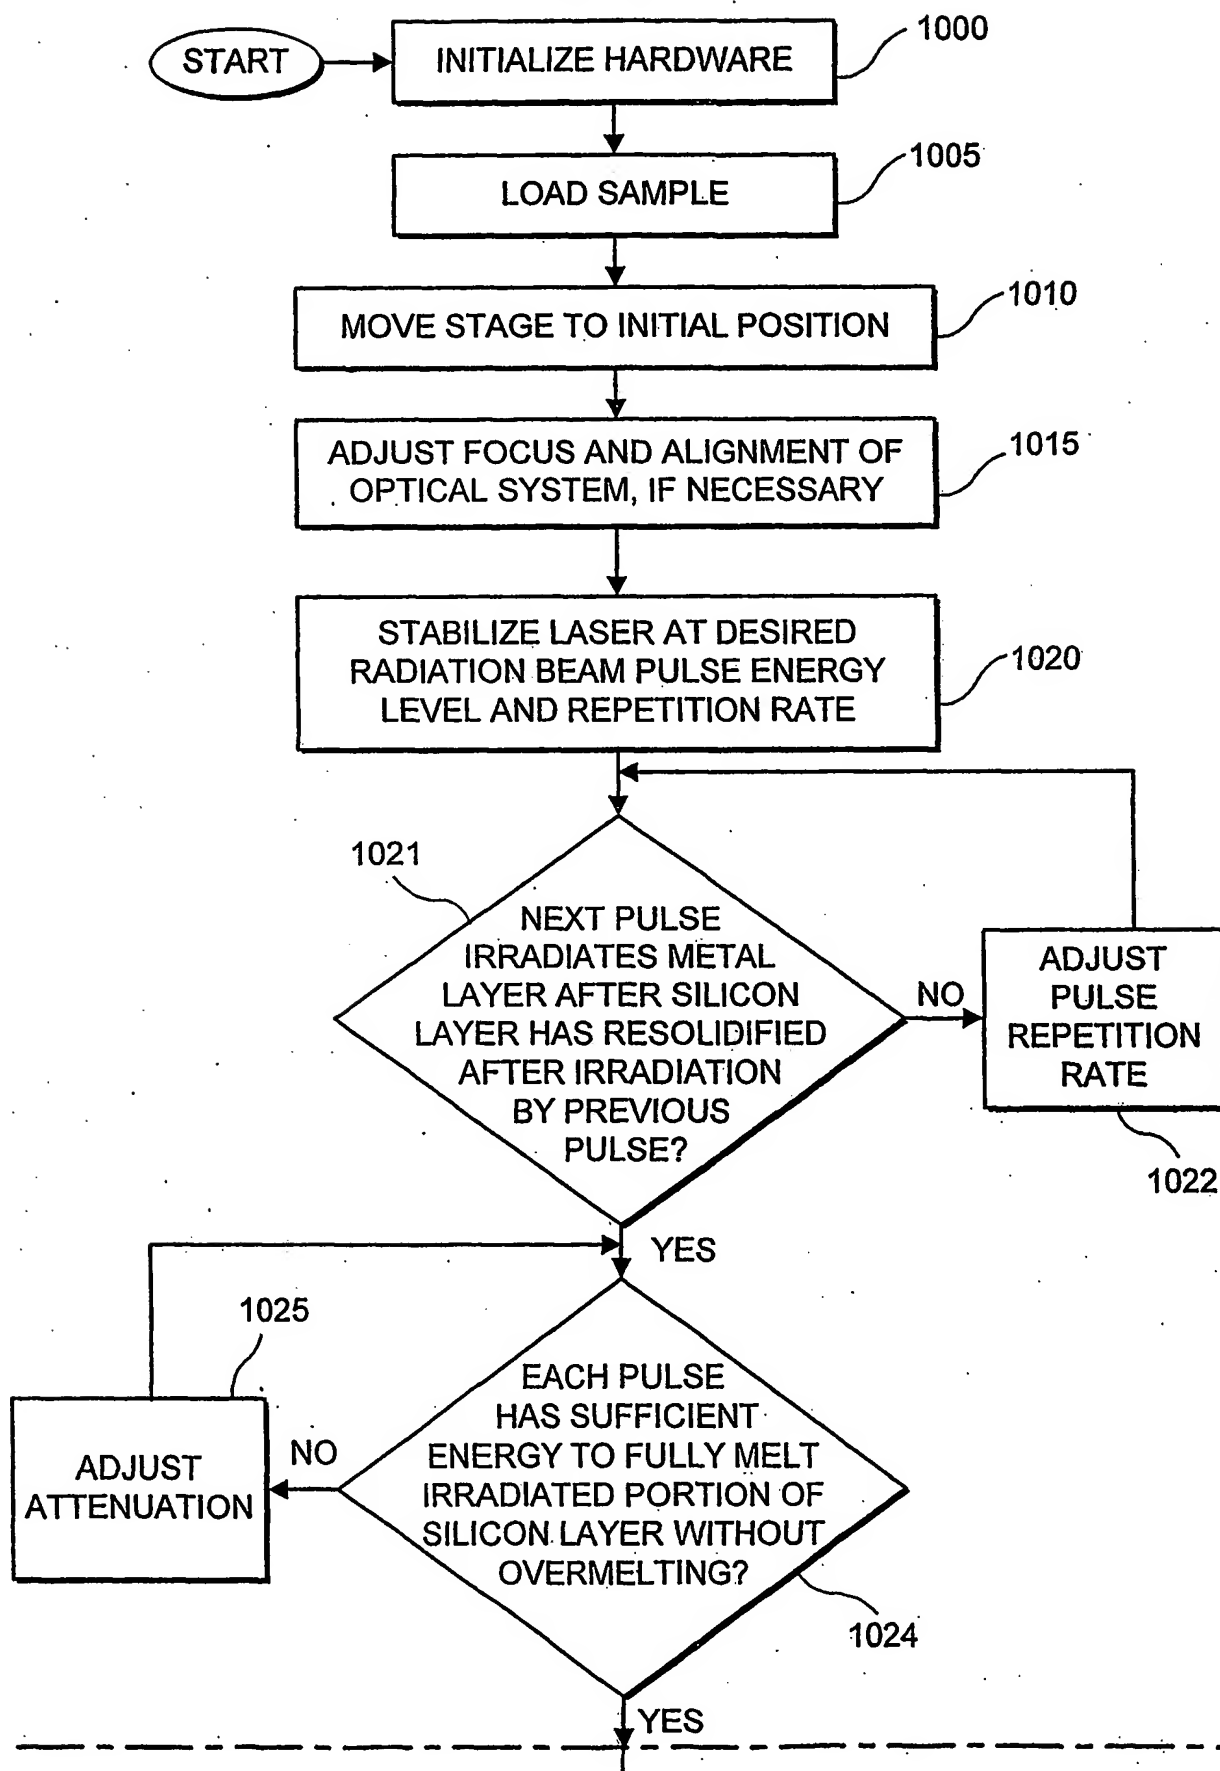 START
INITIALIZE HARDWARE
1000
LOAD SAMPLE
1005
MOVE STAGE TO INITIAL POSITION
1010
ADJUST FOCUS AND ALIGNMENT OF
OPTICAL SYSTEM, IF NECESSARY
1015
STABILIZE LASER AT DESIRED
RADIATION BEAM PULSE ENERGY
LEVEL AND REPETITION RATE
1020
1021
NEXT PULSE
IRRADIATES METAL
LAYER AFTER SILICON
LAYER HAS RESOLIDIFIED
AFTER IRRADIATION
BY PREVIOUS
PULSE?
NO
ADJUST
PULSE
REPETITION
RATE
1022
YES
1025
EACH PULSE
HAS SUFFICIENT
ENERGY TO FULLY MELT
IRRADIATED PORTION OF
SILICON LAYER WITHOUT
OVERMELTING?
NO
ADJUST
ATTENUATION
1024
YES